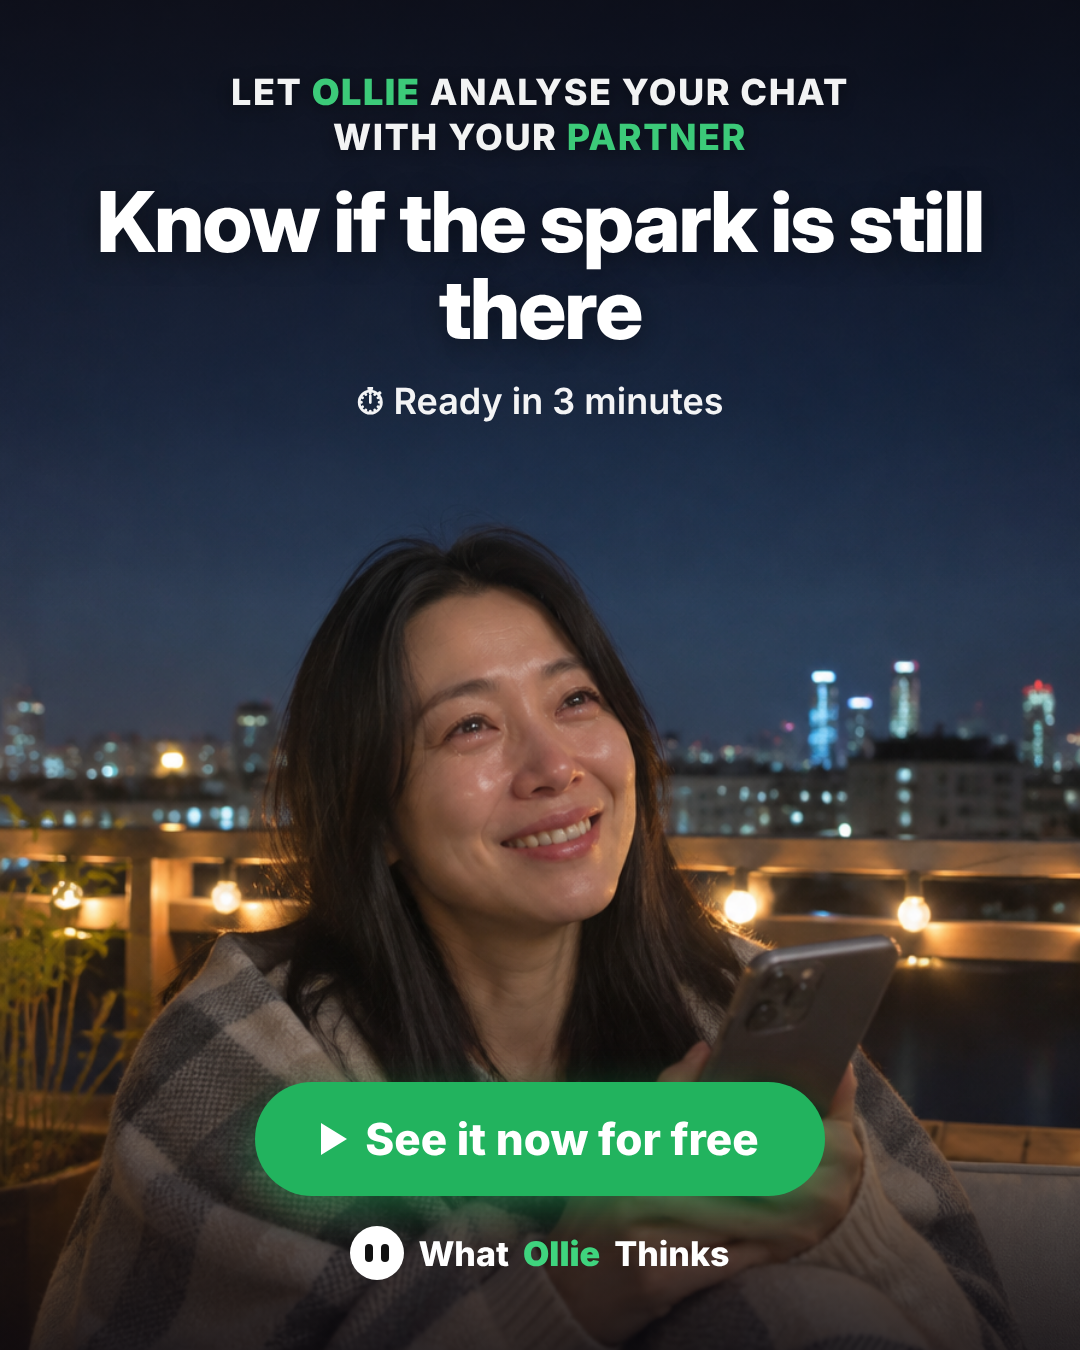 LET OLLIE ANALYSE YOUR CHAT
WITH YOUR PARTNER
Know if the spark is still
there
⏱ Ready in 3 minutes
▶ See it now for free
What Ollie Thinks